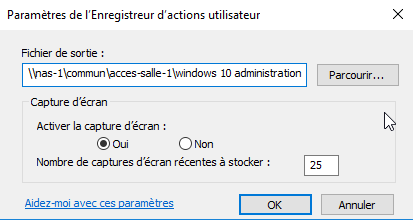 Paramètres de l'Enregistreur d'actions utilisateur
Fichier de sortie :
\\nas-1\commun\acces-salle-1\windows 10 administration
Parcourir...
Capture d'écran
Activer la capture d'écran :
Oui
Non
Nombre de captures d'écran récentes à stocker :
25
Aidez-moi avec ces paramètres
OK
Annuler